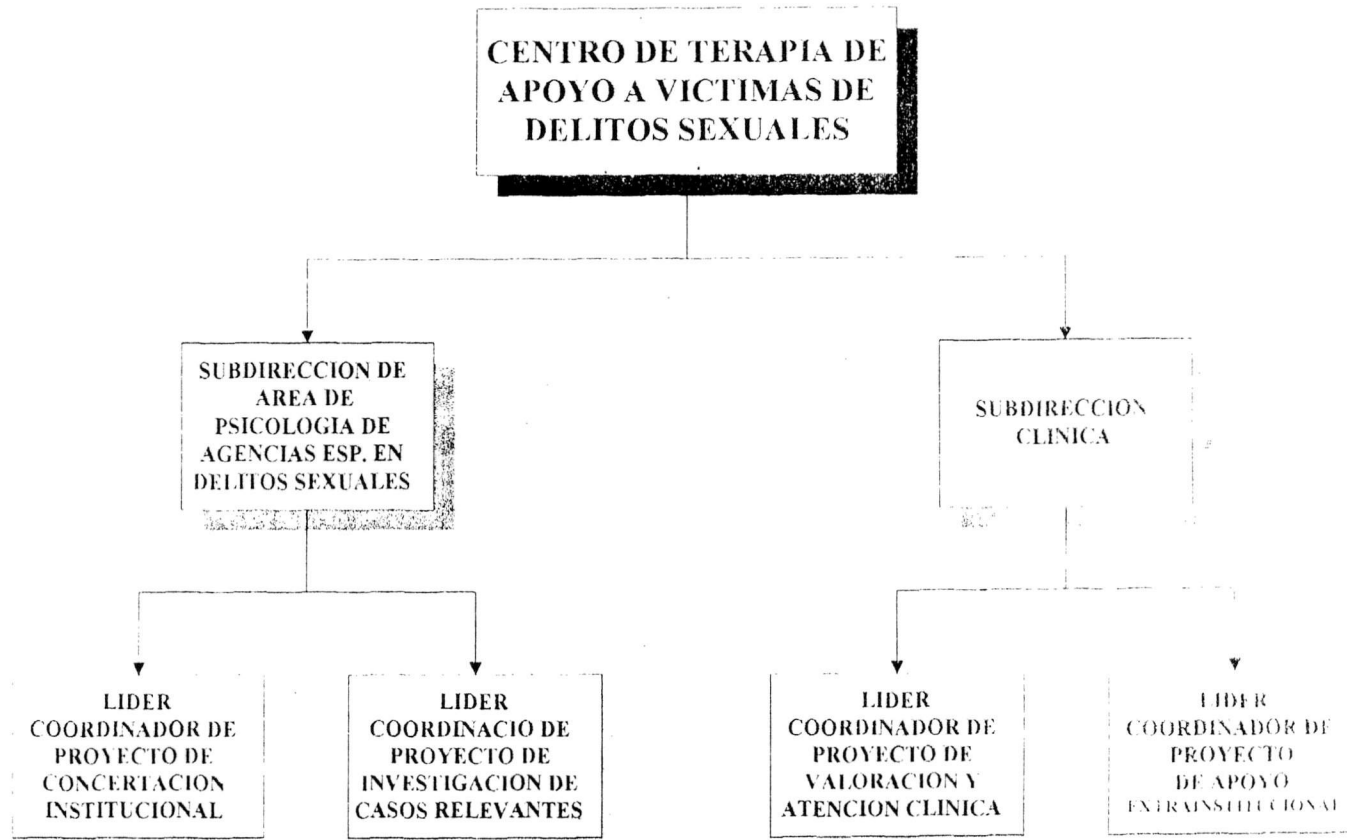 CENTRO DE TERAPIA DE
APOYO A VICTIMAS DE
DELITOS SEXUALES
SUBDIRECCION DE
AREA DE
PSICOLOGIA DE
AGENCIAS ESP. EN
DELITOS SEXUALES
SUBDIRECCION
CLINICA
LIDER
COORDINADOR DE
PROYECTO DE
CONCERTACION
INSTITUCIONAL
LIDER
COORDINACIO DE
PROYECTO DE
INVESTIGACION DE
CASOS RELEVANTES
LIDER
COORDINADOR DE
PROYECTO DE
VALORACION Y
ATENCION CLINICA
LIDER
COORDINADOR DE
PROYECTO
DE APOYO
EXTRAINSTITUCIONAL